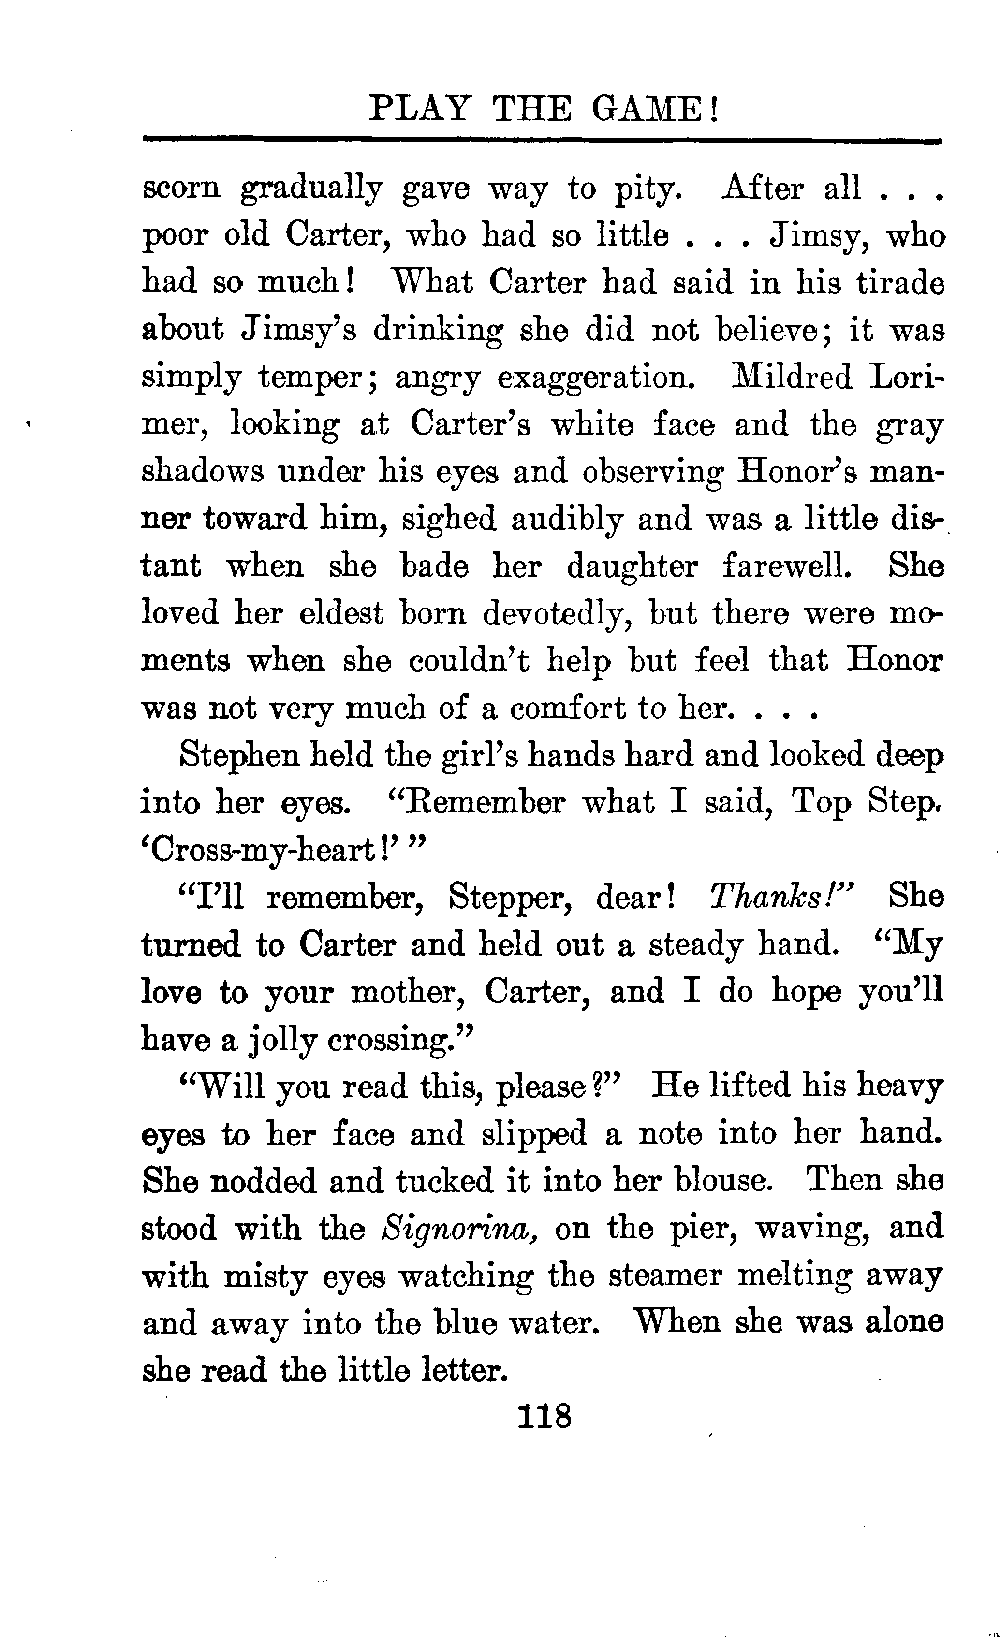 PLAY THE GAME!
scorn gradually gave way to pity. After all . . .
poor old Carter, who had so little . . . Jimsy, who
had so much! What Carter had said in his tirade
about Jimsy's drinking she did not believe; it was
simply temper; angry exaggeration. Mildred Lori-
mer, looking at Carter's white face and the gray
shadows under his eyes and observing Honor's man-
ner toward him, sighed audibly and was a little dis-
tant when she bade her daughter farewell. She
loved her eldest born devotedly, but there were mo-
ments when she couldn't help but feel that Honor
was not very much of a comfort to her. . . .
Stephen held the girl's hands hard and looked deep
into her eyes. "Remember what I said, Top Step.
'Cross-my-heart!' "
"I'll remember, Stepper, dear! Thanks!" She
turned to Carter and held out a steady hand. "My
love to your mother, Carter, and I do hope you'll
have a jolly crossing."
"Will you read this, please?" He lifted his heavy
eyes to her face and slipped a note into her hand.
She nodded and tucked it into her blouse. Then she
stood with the Signorina, on the pier, waving, and
with misty eyes watching the steamer melting away
and away into the blue water. When she was alone
she read the little letter.
118